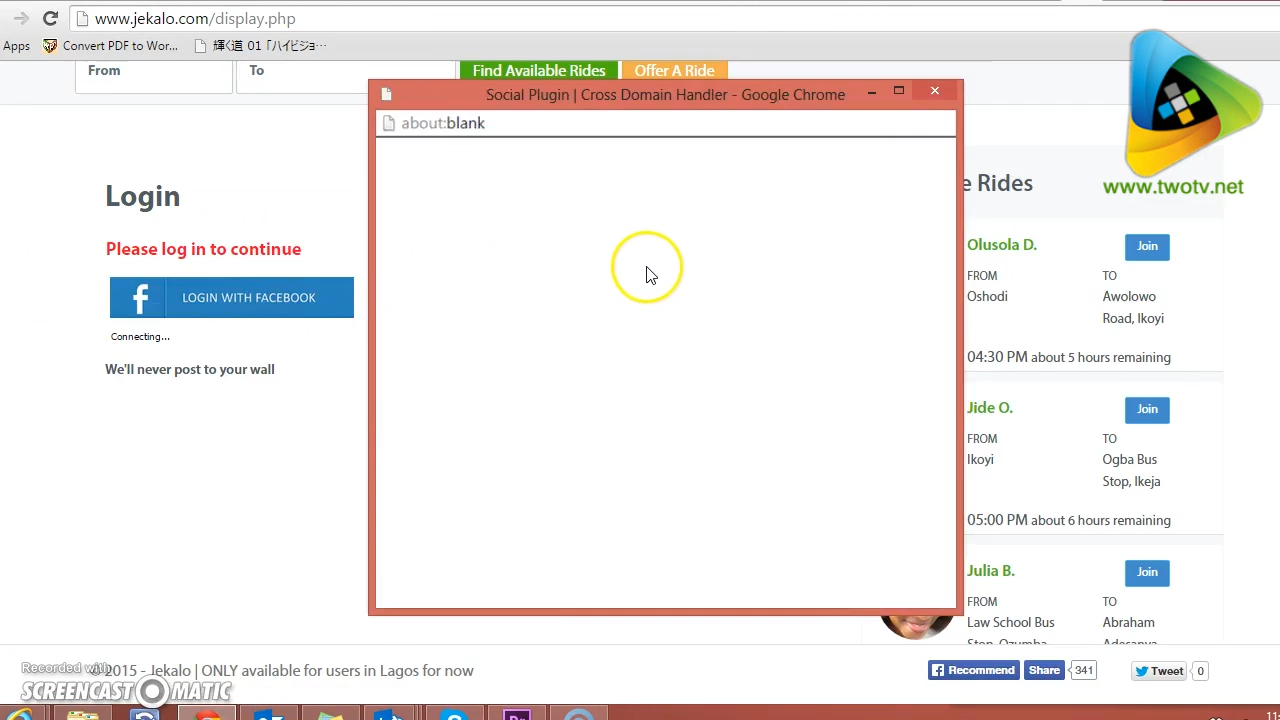 www.jekalo.com/display.php
Apps
Convert PDF to Wor...
輝く道 01「ハイビジョ...
From
To
Find Available Rides
Offer A Ride
Social Plugin | Cross Domain Handler - Google Chrome
about:blank
www.twotv.net
Login
Please log in to continue
f
LOGIN WITH FACEBOOK
Connecting...
We'll never post to your wall
e Rides
Olusola D.
Join
FROM
TO
Oshodi
Awolowo
Road, Ikoyi
04:30 PM about 5 hours remaining
Jide O.
Join
FROM
TO
Ikoyi
Ogba Bus
Stop, Ikeja
05:00 PM about 6 hours remaining
Julia B.
Join
FROM
TO
Law School Bus
Abraham
Stop, Ozumba
Adesanya
© 2015 - Jekalo | ONLY available for users in Lagos for now
Recommend
Share
341
Tweet
0
Recorded with
SCREENCAST MATIC